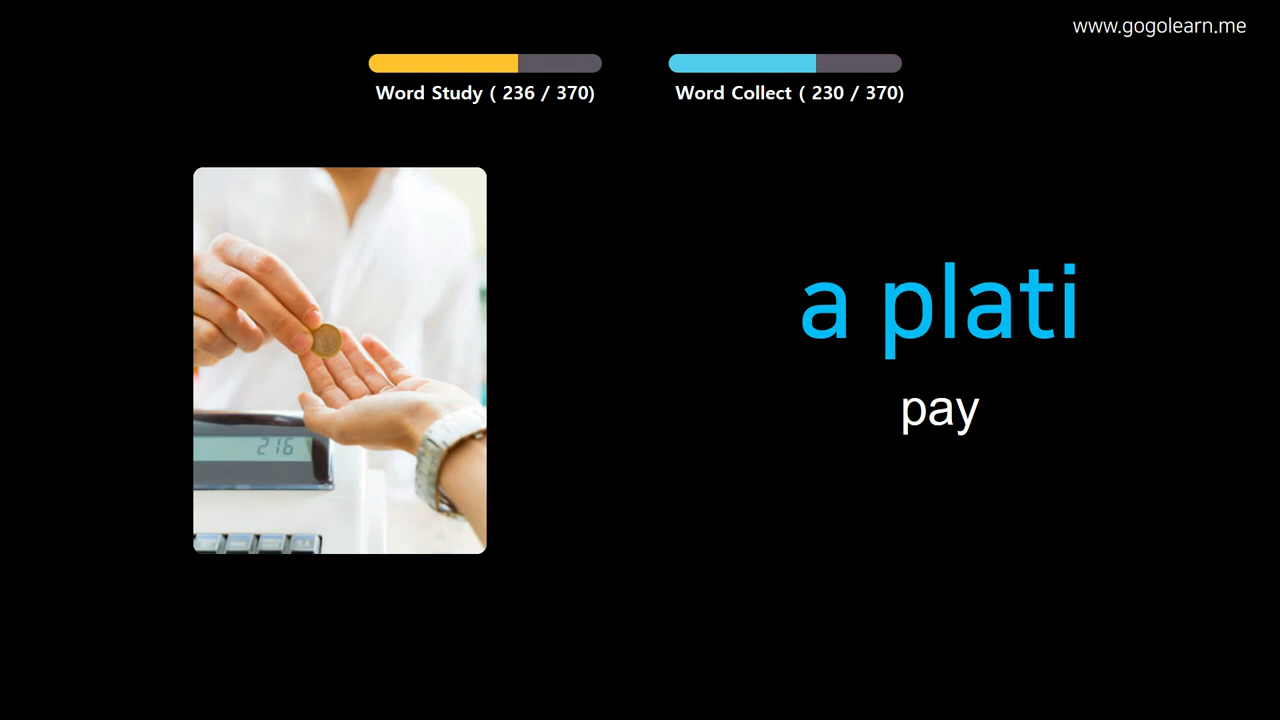 www.gogolearn.me
Word Study ( 236 / 370)
Word Collect ( 230 / 370)
216
a plati
pay